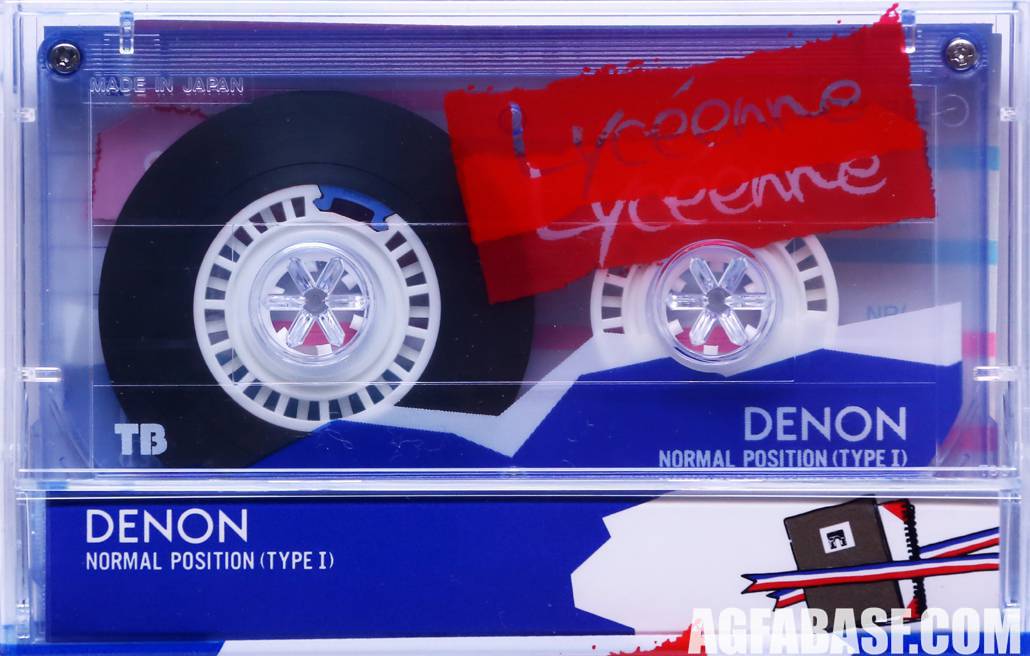 MADE IN JAPAN
Lycéenne
Lycéenne
TB
DENON
NORMAL POSITION (TYPE I)
DENON
NORMAL POSITION (TYPE I)
AGFABASF.COM